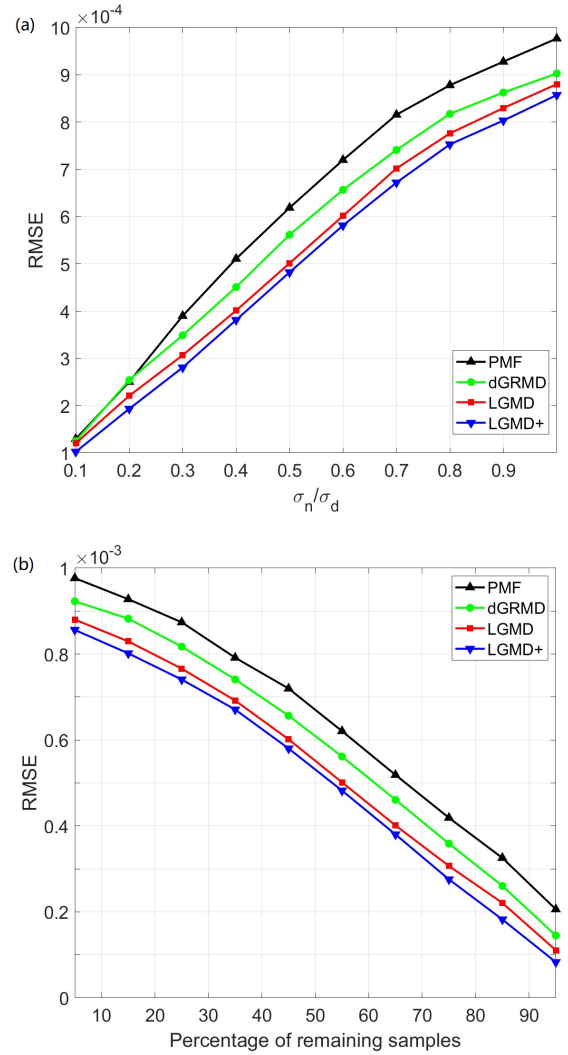 (a)
×10⁻⁴
10
9
8
7
6
5
4
3
2
1
RMSE
0.1 0.2 0.3 0.4 0.5 0.6 0.7 0.8 0.9
σₙ/σ_d
PMF
dGRMD
LGMD
LGMD+
(b)
×10⁻³
1
0.8
0.6
0.4
0.2
0
RMSE
10 20 30 40 50 60 70 80 90
Percentage of remaining samples
PMF
dGRMD
LGMD
LGMD+